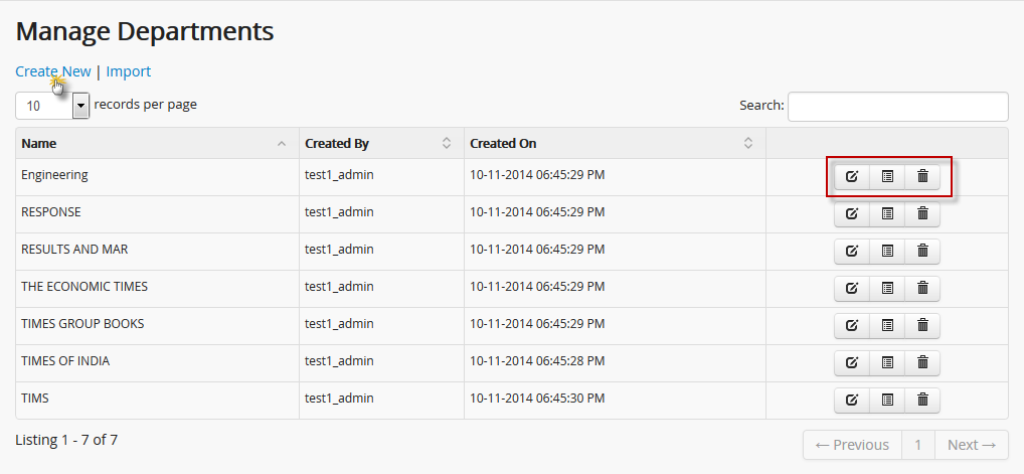 Manage Departments
Create New | Import
10 records per page Search:
Name Created By Created On
Engineering test1_admin 10-11-2014 06:45:29 PM
RESPONSE test1_admin 10-11-2014 06:45:29 PM
RESULTS AND MAR test1_admin 10-11-2014 06:45:29 PM
THE ECONOMIC TIMES test1_admin 10-11-2014 06:45:29 PM
TIMES GROUP BOOKS test1_admin 10-11-2014 06:45:29 PM
TIMES OF INDIA test1_admin 10-11-2014 06:45:28 PM
TIMS test1_admin 10-11-2014 06:45:30 PM
Listing 1 - 7 of 7 ← Previous 1 Next →